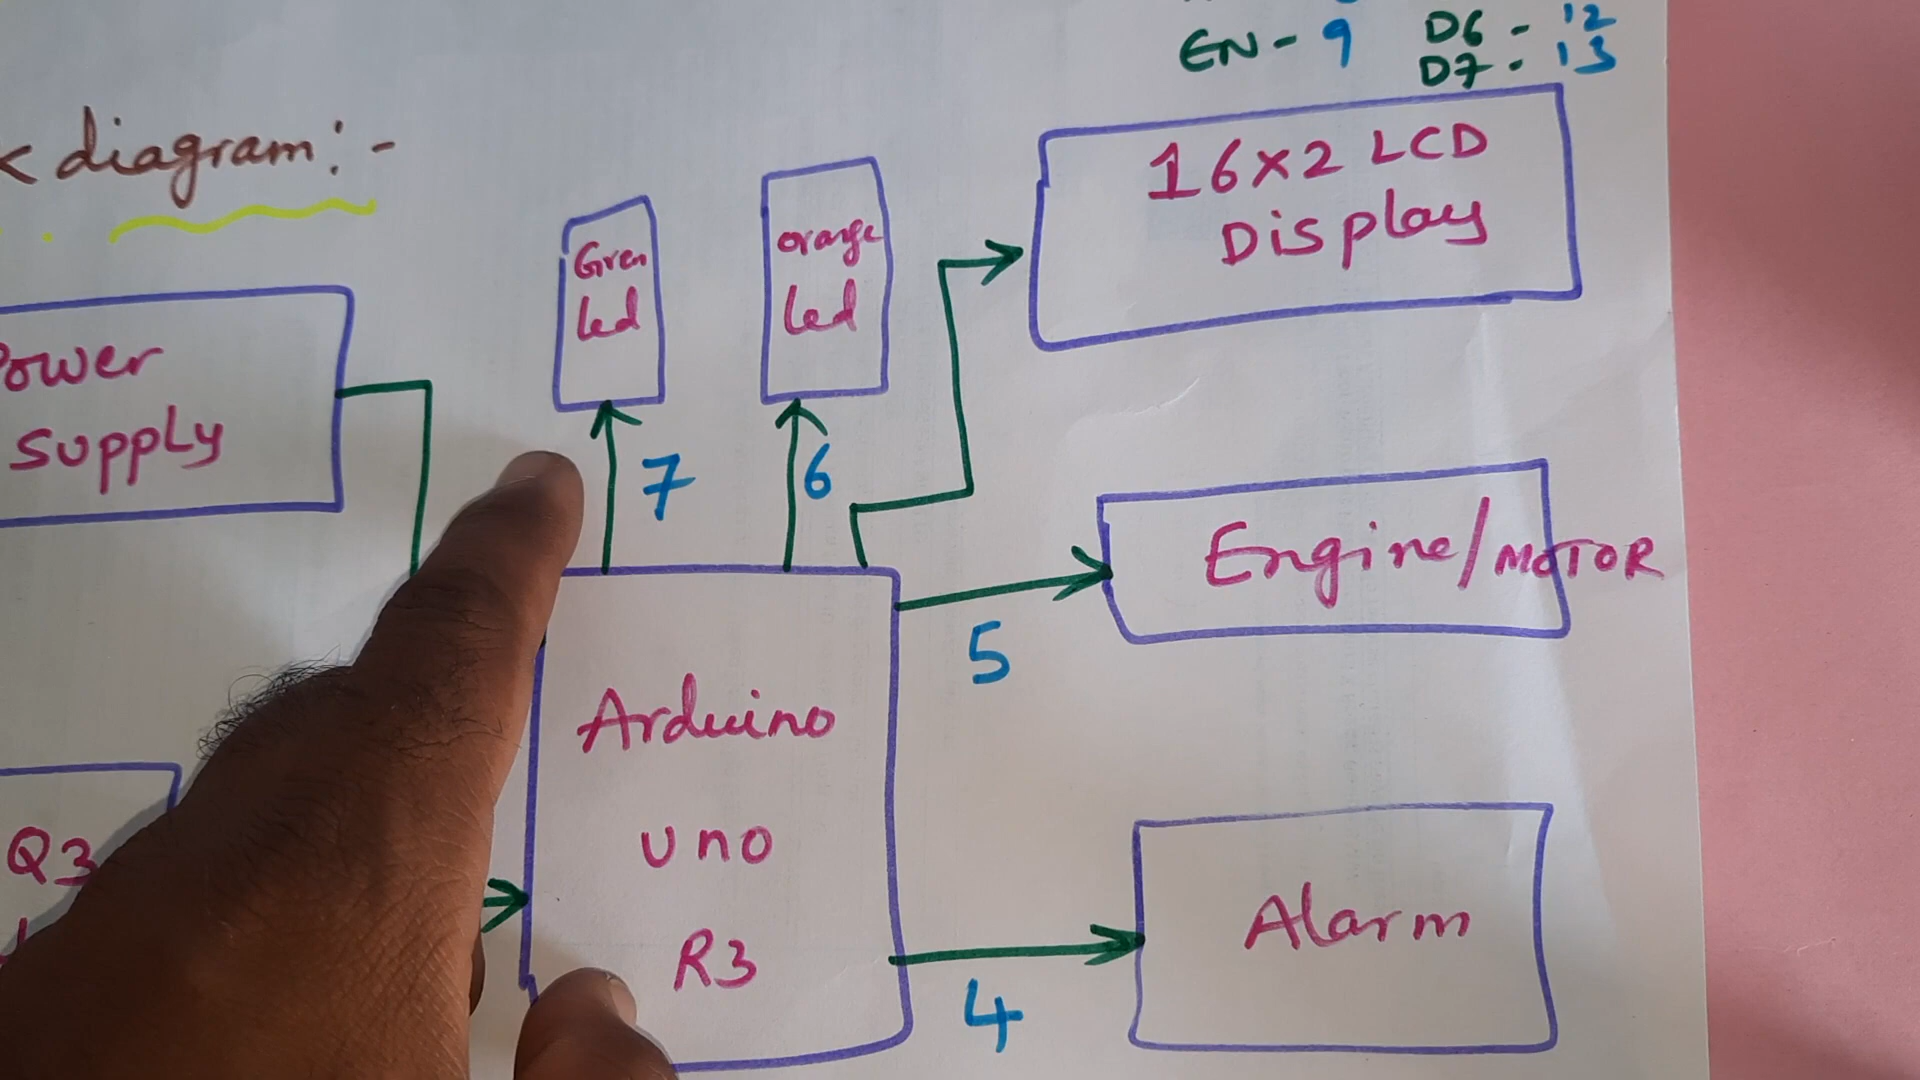 EN - 9 D6 - 12
D7 - 13
diagram:-
16x2 LCD
Display
Gren
led
orange
led
Power
Supply
7
6
Engine/MOTOR
5
Arduino
uno
R3
Q3
Alarm
4